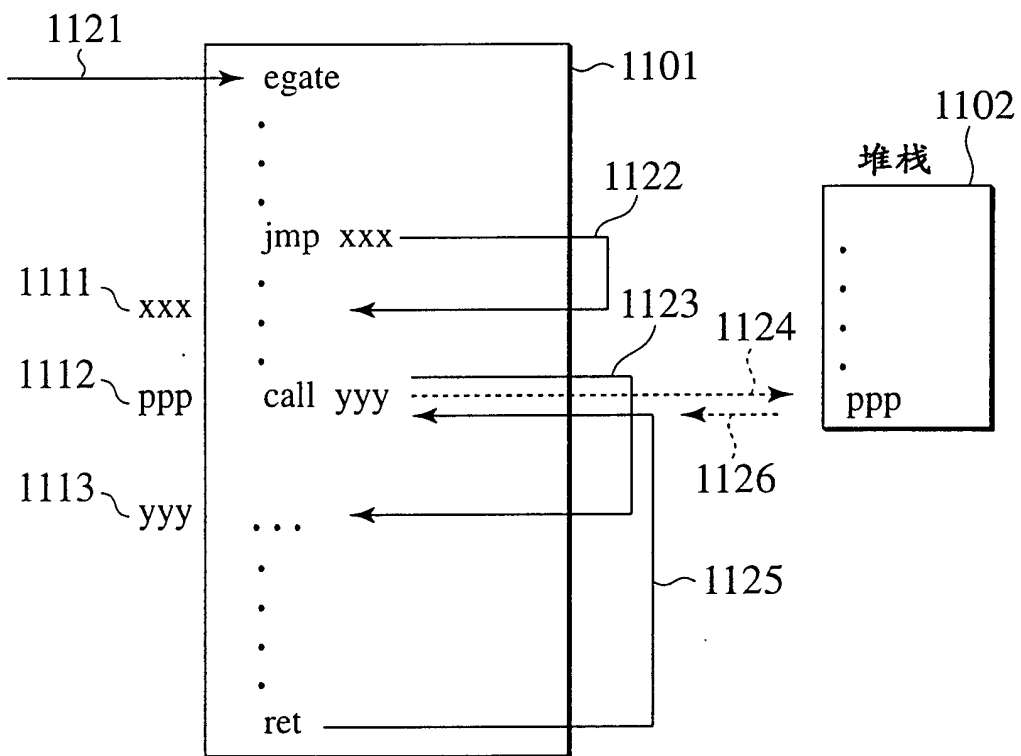 1121
egate
1101
1102
堆栈
1122
jmp xxx
1111
xxx
1123
1124
1112
ppp
call yyy
ppp
1126
1113
yyy
1125
ret